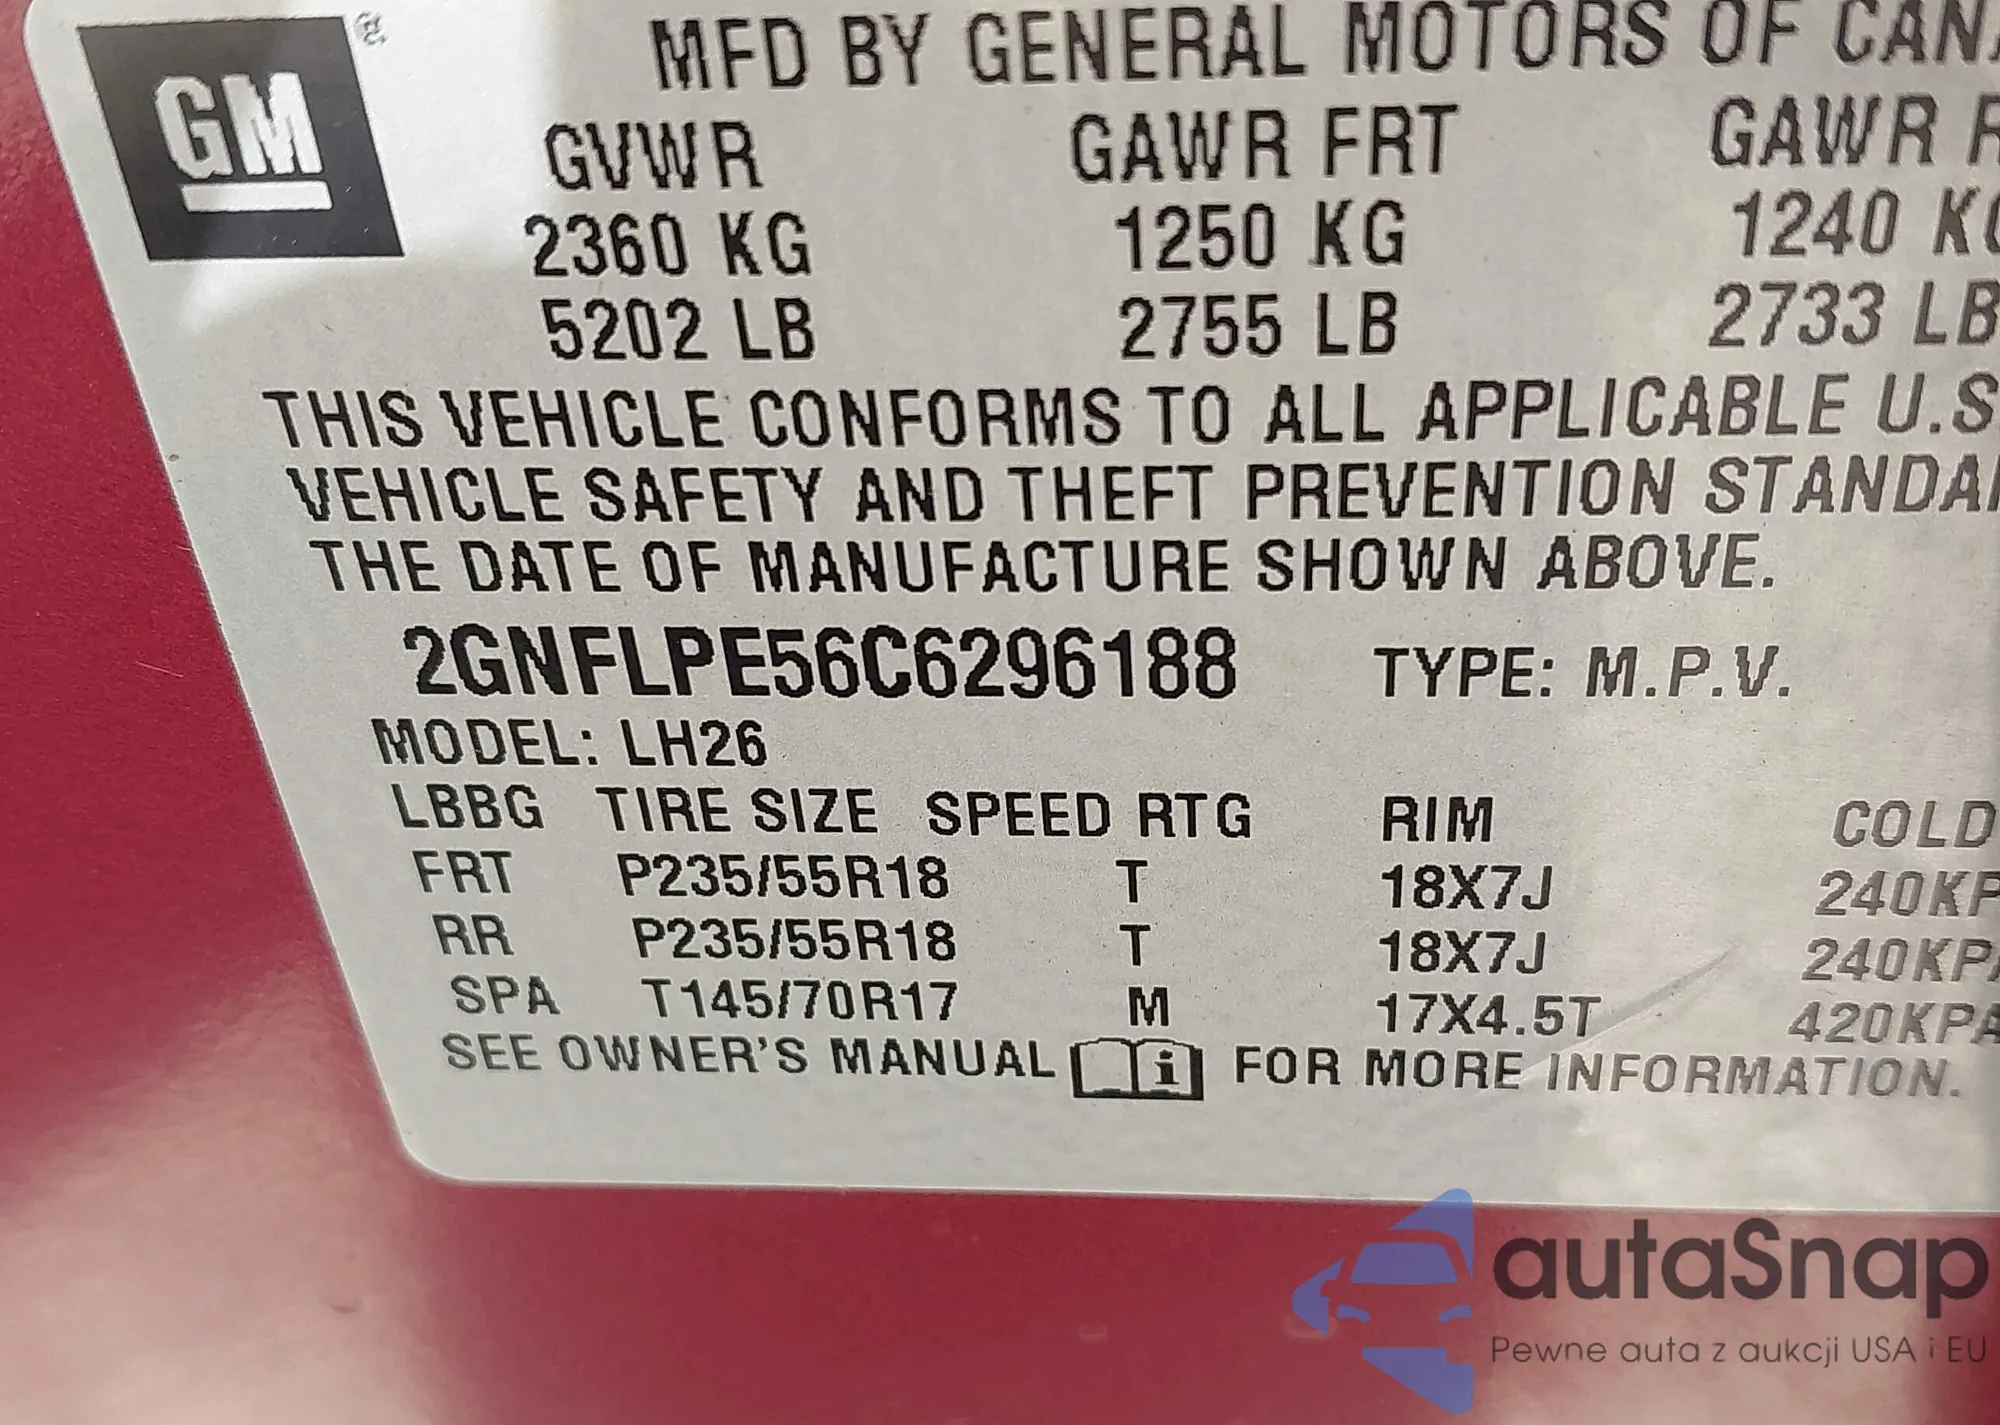 GM ®
MFD BY GENERAL MOTORS OF CAN
GVWR GAWR FRT GAWR R
2360 KG 1250 KG 1240 KG
5202 LB 2755 LB 2733 LB
THIS VEHICLE CONFORMS TO ALL APPLICABLE U.S
VEHICLE SAFETY AND THEFT PREVENTION STANDA
THE DATE OF MANUFACTURE SHOWN ABOVE.
2GNFLPE56C6296188 TYPE: M.P.V.
MODEL: LH26
LBBG TIRE SIZE SPEED RTG RIM COLD
FRT P235/55R18 T 18X7J 240KP
RR P235/55R18 T 18X7J 240KPA
SPA T145/70R17 M 17X4.5T 420KPA
SEE OWNER'S MANUAL i FOR MORE INFORMATION.
autaSnap
Pewne auta z aukcji USA i EU